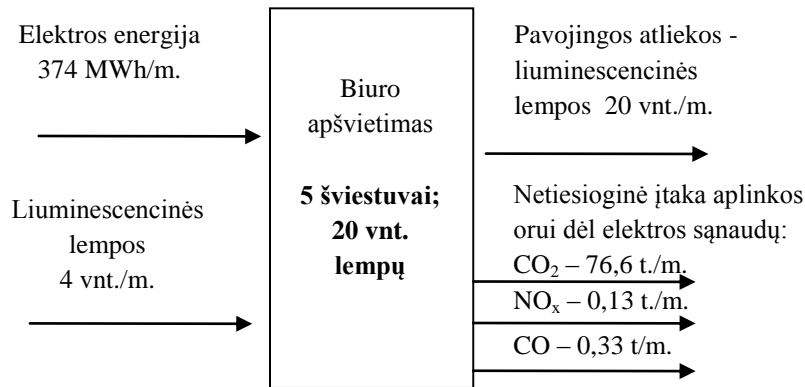 Elektros energija
374 MWh/m.
Liuminescencinės
lempos
4 vnt./m.
Biuro
apšvietimas
5 šviestuvai;
20 vnt.
lempų
Pavojingos atliekos -
liuminescencinės
lempos 20 vnt./m.
Netiesioginė įtaka aplinkos
orui dėl elektros sąnaudų:
CO₂ – 76,6 t./m.
NOₓ – 0,13 t./m.
CO – 0,33 t/m.